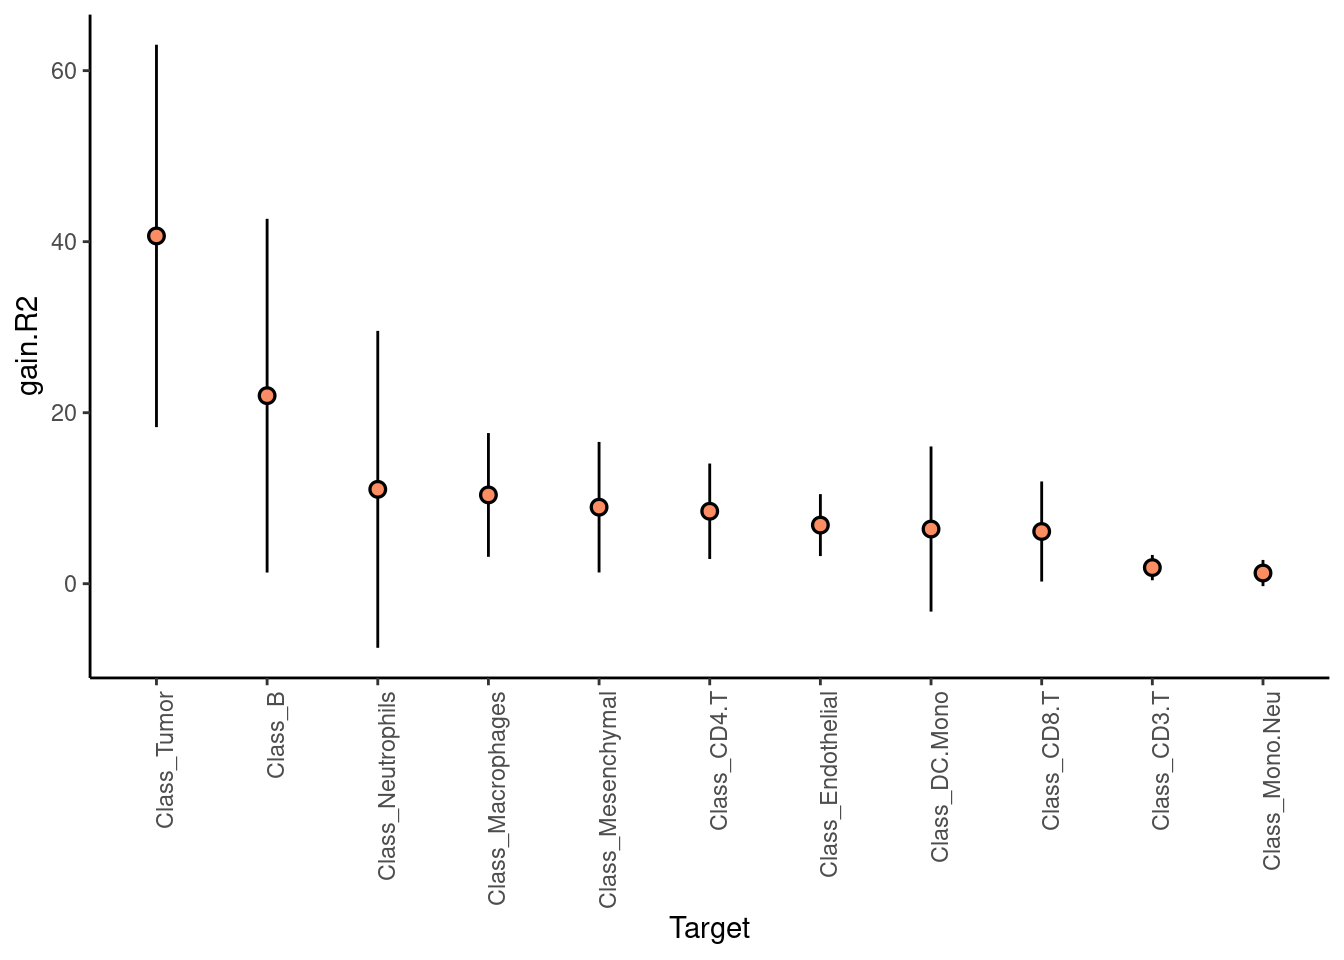 gain.R2
60
40
20
0
Class_Tumor
Class_B
Class_Neutrophils
Class_Macrophages
Class_Mesenchymal
Class_CD4.T
Class_Endothelial
Class_DC.Mono
Class_CD8.T
Class_CD3.T
Class_Mono.Neu
Target